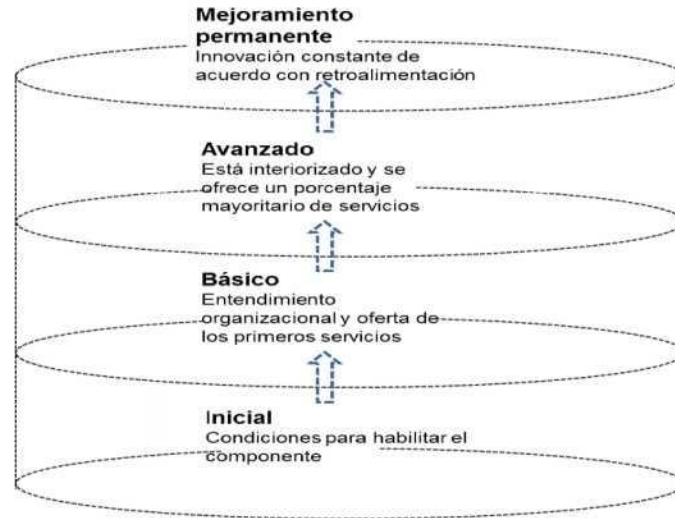 Mejoramiento
permanente
Innovación constante de
acuerdo con retroalimentación
Avanzado
Está interiorizado y se
ofrece un porcentaje
mayoritario de servicios
Básico
Entendimiento
organizacional y oferta de
los primeros servicios
Inicial
Condiciones para habilitar el
componente